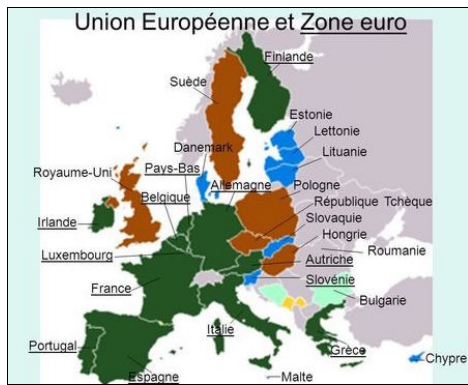 Union Européenne et Zone euro
Finlande
Suède
Estonie
Lettonie
Danemark
Lituanie
Royaume-Uni
Pays-Bas
Allemagne
Pologne
Belgique
République Tchèque
Slovaquie
Irlande
Hongrie
Luxembourg
Roumanie
Autriche
France
Slovénie
Bulgarie
Italie
Portugal
Grèce
Chypre
Espagne
Malte